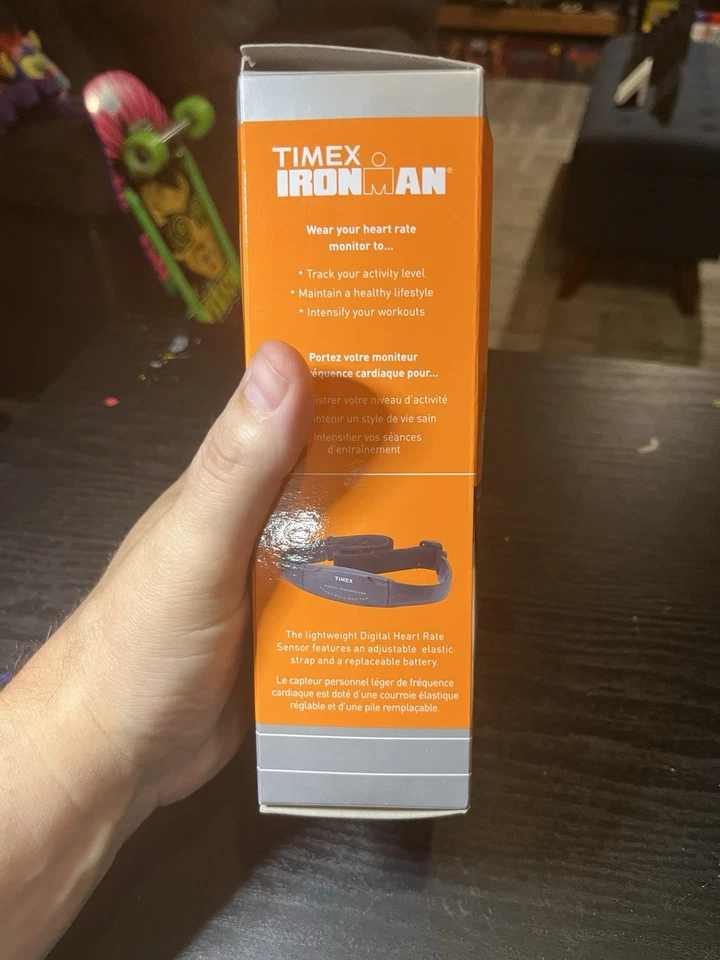 TIMEX
IRONMAN®
Wear your heart rate
monitor to...
• Track your activity level
• Maintain a healthy lifestyle
• Intensify your workouts
Portez votre moniteur
cardiaque pour...
votre niveau d'activité
un style de vie sain
Intensifier vos séances
d'entraînement
TIMEX
The lightweight Digital Heart Rate
Sensor features an adjustable elastic
strap and a replaceable battery.
Le capteur personnel léger de fréquence
cardiaque est doté d'une courroie élastique
réglable et d'une pile remplaçable.